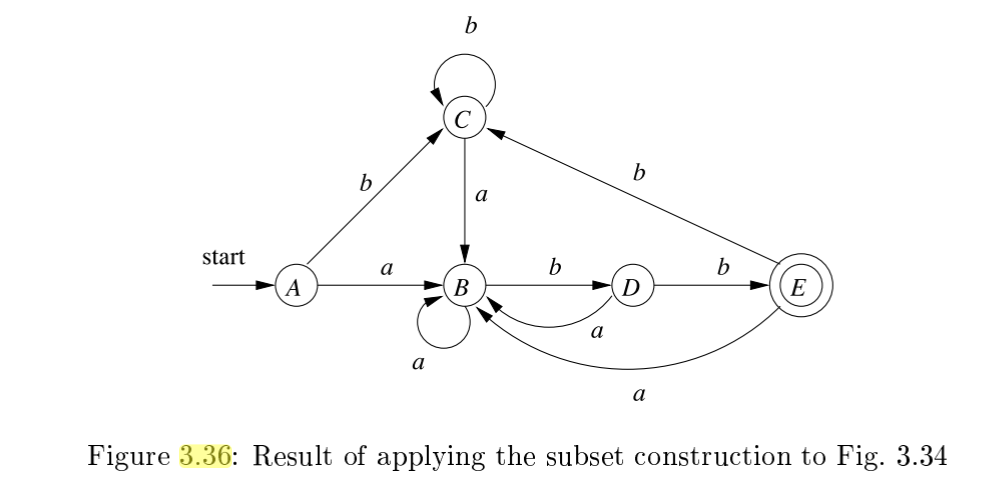 b
C
b
b
a
start
A
a
B
b
D
b
E
a
a
a
Figure 3.36: Result of applying the subset construction to Fig. 3.34